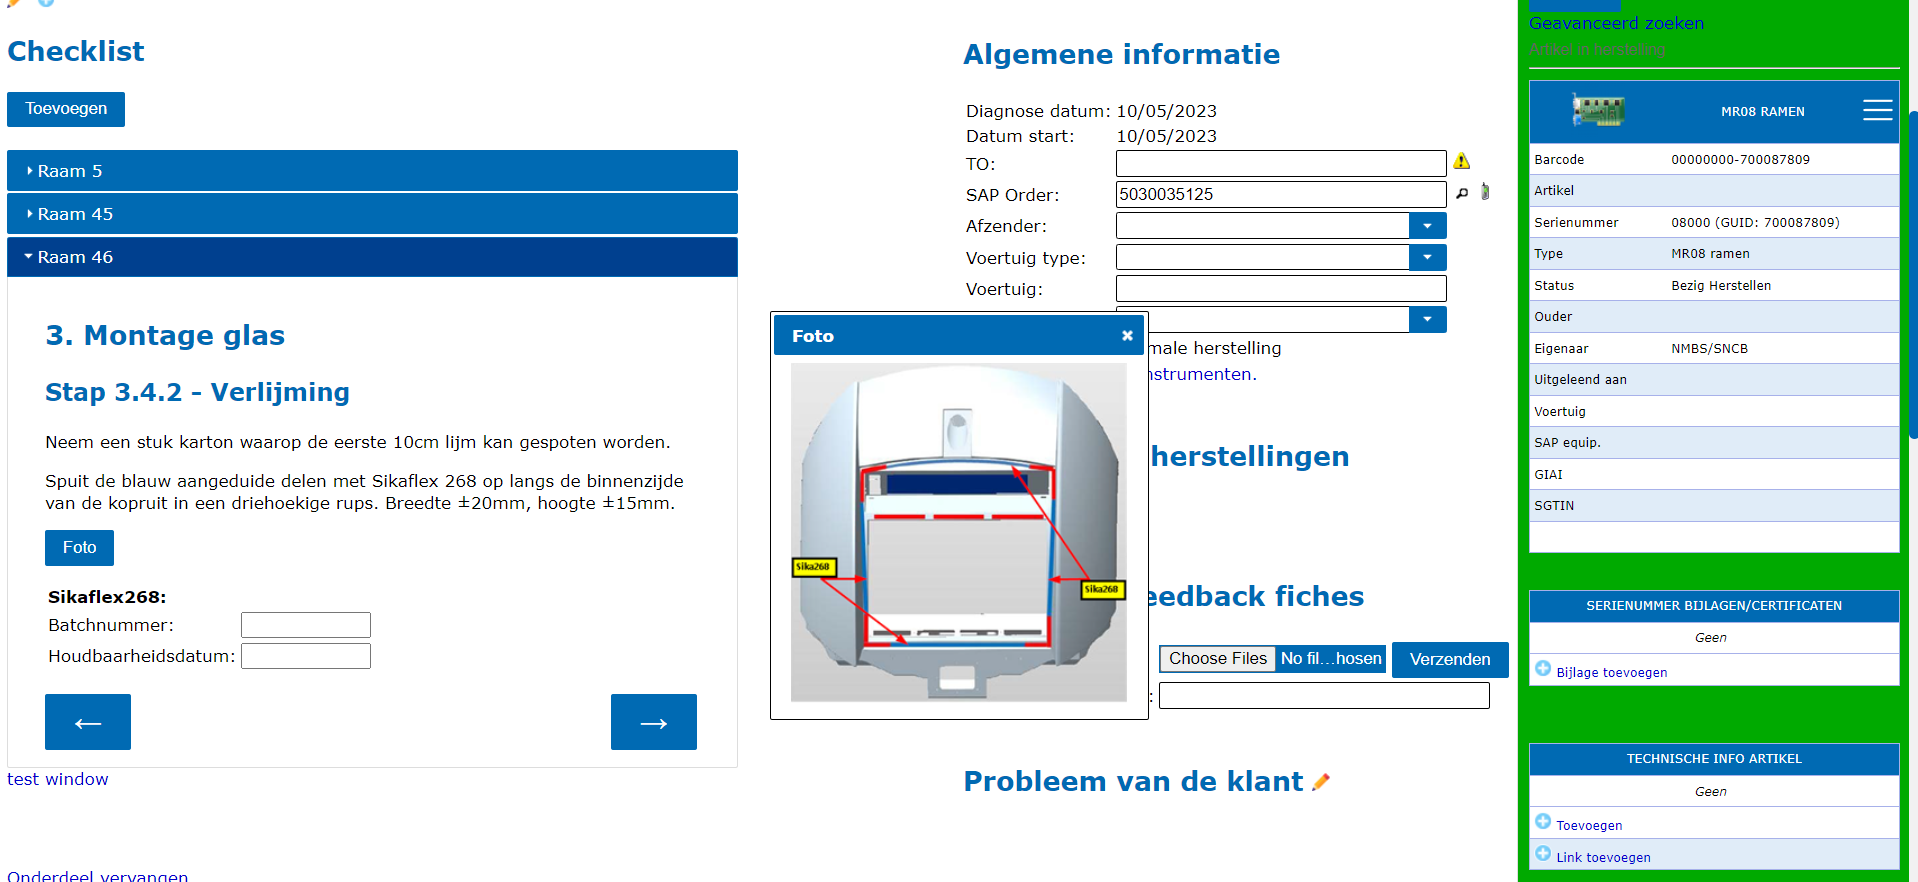 Checklist
Toevoegen
Raam 5
Raam 45
Raam 46
3. Montage glas
Stap 3.4.2 - Verlijming
Neem een stuk karton waarop de eerste 10cm lijm kan gespoten worden.
Spuit de blauw aangeduide delen met Sikaflex 268 op langs de binnenzijde
van de kopruit in een driehoekige rups. Breedte ±20mm, hoogte ±15mm.
Foto
Sikaflex268:
Batchnummer:
Houdbaarheidsdatum:
← →
test window
Onderdeel vervangen
Algemene informatie
Diagnose datum: 10/05/2023
Datum start: 10/05/2023
TO:
SAP Order: 5030035125
Afzender:
Voertuig type:
Voertuig:
male herstelling
nstrumenten.
herstellingen
eedback fiches
Choose Files No fil...hosen Verzenden
:
Probleem van de klant
Foto
Sika268
Sika268
Geavanceerd zoeken
Artikel in herstelling
MR08 RAMEN
Barcode 00000000-700087809
Artikel
Serienummer 08000 (GUID: 700087809)
Type MR08 ramen
Status Bezig Herstellen
Ouder
Eigenaar NMBS/SNCB
Uitgeleend aan
Voertuig
SAP equip.
GIAI
SGTIN
SERIENUMMER BIJLAGEN/CERTIFICATEN
Geen
Bijlage toevoegen
TECHNISCHE INFO ARTIKEL
Geen
Toevoegen
Link toevoegen